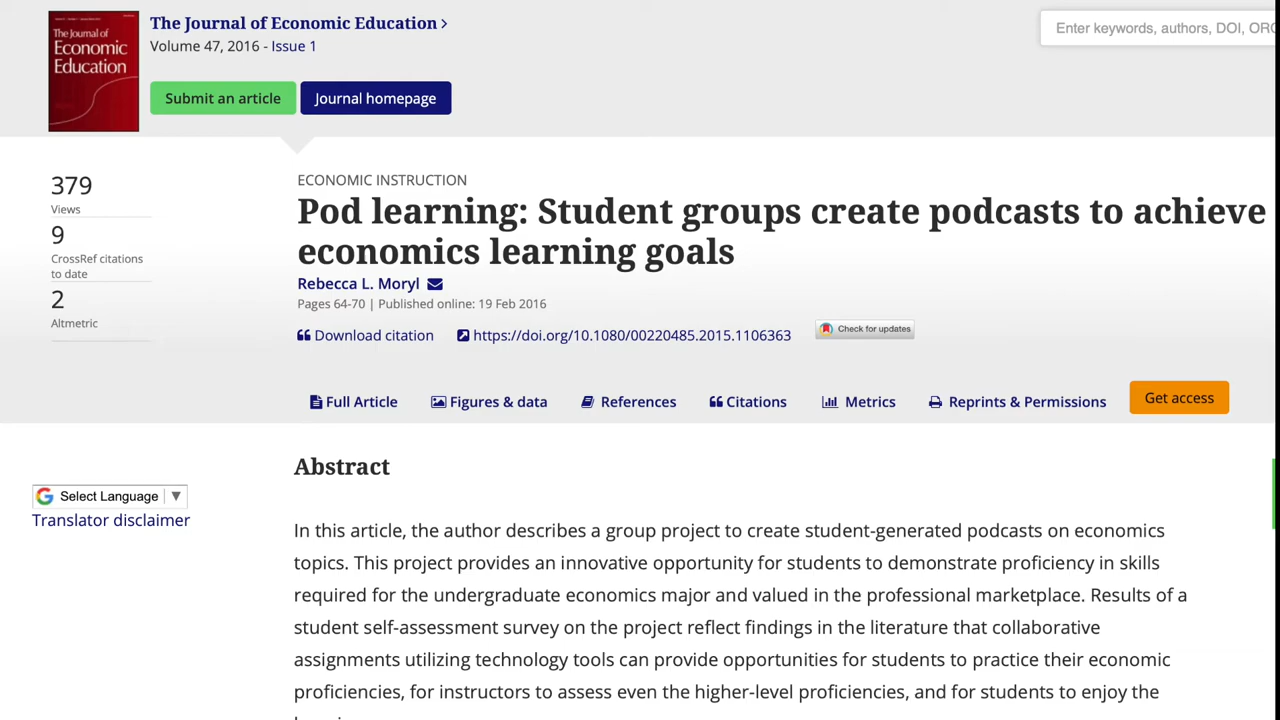 The Journal of
Economic
Education
The Journal of Economic Education >
Volume 47, 2016 - Issue 1
Enter keywords, authors, DOI, ORC
Submit an article
Journal homepage
379
Views
9
CrossRef citations
to date
2
Altmetric
ECONOMIC INSTRUCTION
Pod learning: Student groups create podcasts to achieve
economics learning goals
Rebecca L. Moryl
Pages 64-70 | Published online: 19 Feb 2016
Download citation https://doi.org/10.1080/00220485.2015.1106363 Check for updates
Full Article Figures & data References Citations Metrics Reprints & Permissions Get access
Select Language ▼
Translator disclaimer
Abstract
In this article, the author describes a group project to create student-generated podcasts on economics
topics. This project provides an innovative opportunity for students to demonstrate proficiency in skills
required for the undergraduate economics major and valued in the professional marketplace. Results of a
student self-assessment survey on the project reflect findings in the literature that collaborative
assignments utilizing technology tools can provide opportunities for students to practice their economic
proficiencies, for instructors to assess even the higher-level proficiencies, and for students to enjoy the